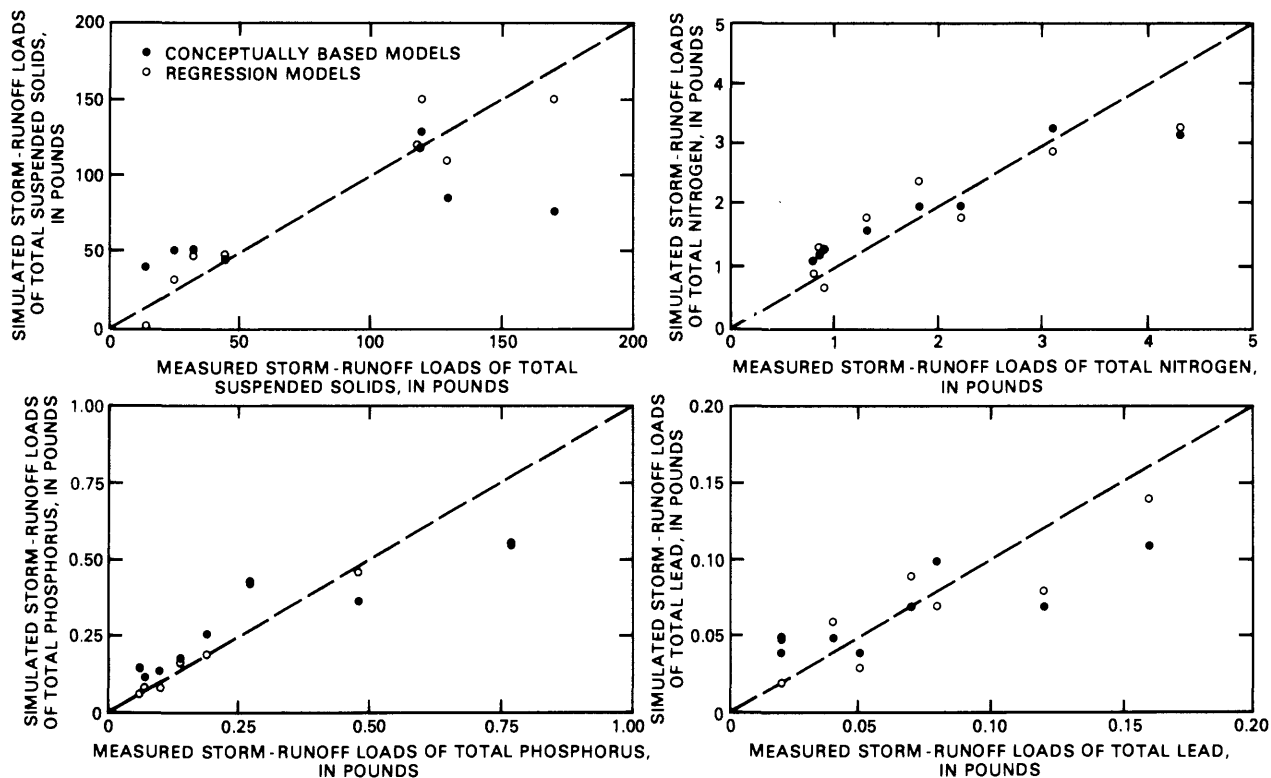 SIMULATED STORM-RUNOFF LOADS
OF TOTAL SUSPENDED SOLIDS,
IN POUNDS
200
150
100
50
0
● CONCEPTUALLY BASED MODELS
○ REGRESSION MODELS
0 50 100 150 200
MEASURED STORM-RUNOFF LOADS OF TOTAL
SUSPENDED SOLIDS, IN POUNDS
SIMULATED STORM-RUNOFF LOADS
OF TOTAL NITROGEN, IN POUNDS
5
4
3
2
1
0
0 1 2 3 4 5
MEASURED STORM-RUNOFF LOADS OF TOTAL NITROGEN,
IN POUNDS
SIMULATED STORM-RUNOFF LOADS
OF TOTAL PHOSPHORUS, IN POUNDS
1.00
0.75
0.50
0.25
0
0 0.25 0.50 0.75 1.00
MEASURED STORM-RUNOFF LOADS OF TOTAL PHOSPHORUS,
IN POUNDS
SIMULATED STORM-RUNOFF LOADS
OF TOTAL LEAD, IN POUNDS
0.20
0.15
0.10
0.05
0
0 0.05 0.10 0.15 0.20
MEASURED STORM-RUNOFF LOADS OF TOTAL LEAD,
IN POUNDS